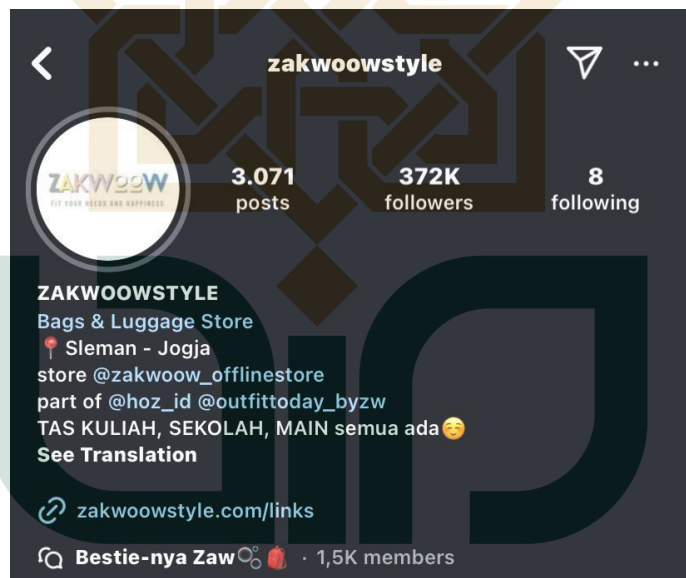 zakwoowstyle
ZAKWOOW
FIT YOUR NEEDS AND HAPPINESS
3.071 372K 8
posts followers following
ZAKWOOWSTYLE
Bags & Luggage Store
📍 Sleman - Jogja
store @zakwoow_offlinestore
part of @hoz_id @outfittoday_byzw
TAS KULIAH, SEKOLAH, MAIN semua ada☺️
See Translation
zakwoowstyle.com/links
Bestie-nya Zaw🫧🎒 · 1,5K members